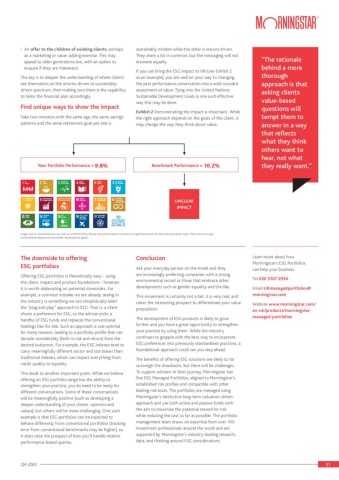 MORNINGSTAR
• An offer to the children of existing clients, perhaps
as a marketing or value-adding exercise. This may
appeal to older generations too, with an option to
enquire if they are interested.
The key is to deepen the understanding of where clients'
see themselves on the returns-driven to sustainability-
driven spectrum, then making sure there is the capability
to tailor the financial plan accordingly.
Find unique ways to show the impact
Take two investors with the same age, the same savings
patterns and the same retirement goal yet one is
sustainably minded while the other is returns driven.
They share a lot in common, but the messaging will not
resonate equally.
If you can bring the ESG impact to life (see Exhibit 2
as an example), you are well on your way to changing
the past performance conversation into a well-rounded
assessment of value. Tying into the United Nations
Sustainable Development Goals is one such effective
way this may be done.
Exhibit 2 Demonstrating the impact is important. While
the right approach depends on the goals of the client, it
may change the way they think about value.
"The rationale
behind a more
thorough
approach is that
asking clients
value-based
questions will
tempt them to
answer in a way
that reflects
what they think
others want to
hear, not what
they really want."
Your Portfolio Performance = 9.8%
Benchmark Performance = 10.2%
UNCLEAR
IMPACT
The downside to offering
ESG portfolios
Offering ESG portfolios is theoretically easy – using
the client impact and product foundations - however
it is worth elaborating on potential downsides. For
example, a common mistake we are already seeing in
the industry is something we can simplistically label
the "plug and play" approach to ESG. That is, a client
shows a preference for ESG, so the adviser picks a
handful of ESG funds and replaces the conventional
holdings like-for-like. Such an approach is sub-optimal
for many reasons, leading to a portfolio profile that can
deviate considerably (both in risk and return) from the
desired outcomes. For example, the ESG indexes tend to
carry meaningfully different sector and size biases than
traditional indexes, which can impact everything from
credit quality to liquidity.
This leads to another important point. While we believe
offering an ESG portfolio range has the ability to
strengthen your practice, you do need to be ready for
different conversations. Some of these conversations
will be meaningfully positive (such as developing a
deeper understanding of your clients' opinions and
values), but others will be more challenging. One such
example is that ESG portfolios can be expected to
behave differently from conventional portfolios (tracking
error from conventional benchmarks may be higher), so
it does raise the prospect of how you'll handle relative
performance-based queries.
Conclusion
Ask your everyday person on the street and they
are increasingly preferring companies with a strong
environmental record or those that embrace other
developments such as gender equality and the like.
This movement is certainly not a fad, it is very real, and
raises the interesting prospect to differentiate your value
proposition.
The development of ESG products is likely to grow
further and you have a great opportunity to strengthen
your practice by using them. While the industry
continues to grapple with the best way to incorporate
ESG preferences into previously standardised practices, a
foundational approach could see you step ahead.
The benefits of offering ESG solutions are likely to far
outweigh the drawbacks, but there will be challenges.
To support advisers in their journey, Morningstar has
five ESG Managed Portfolios, aligned to Morningstar's
established risk profiles and compatible with other
leading risk tools. The portfolios are managed using
Morningstar's distinctive long-term valuation-driven
approach and use both active and passive funds with
the aim to maximise the potential reward for risk
while reducing the cost as far as possible. The portfolio
management team draws on expertise from over 100
investment professionals around the world and are
supported by Morningstar's industry-leading research,
data, and thinking around ESG considerations.
Learn more about how
Morningstar's ESG Portfolios
can help your business:
Tel 020 3107 2930
Email UKmanagedportfolios@
morningstar.com
Website www.morningstar.com/
en-uk/products/morningstar-
managed-portfolios
Q4 2020
21